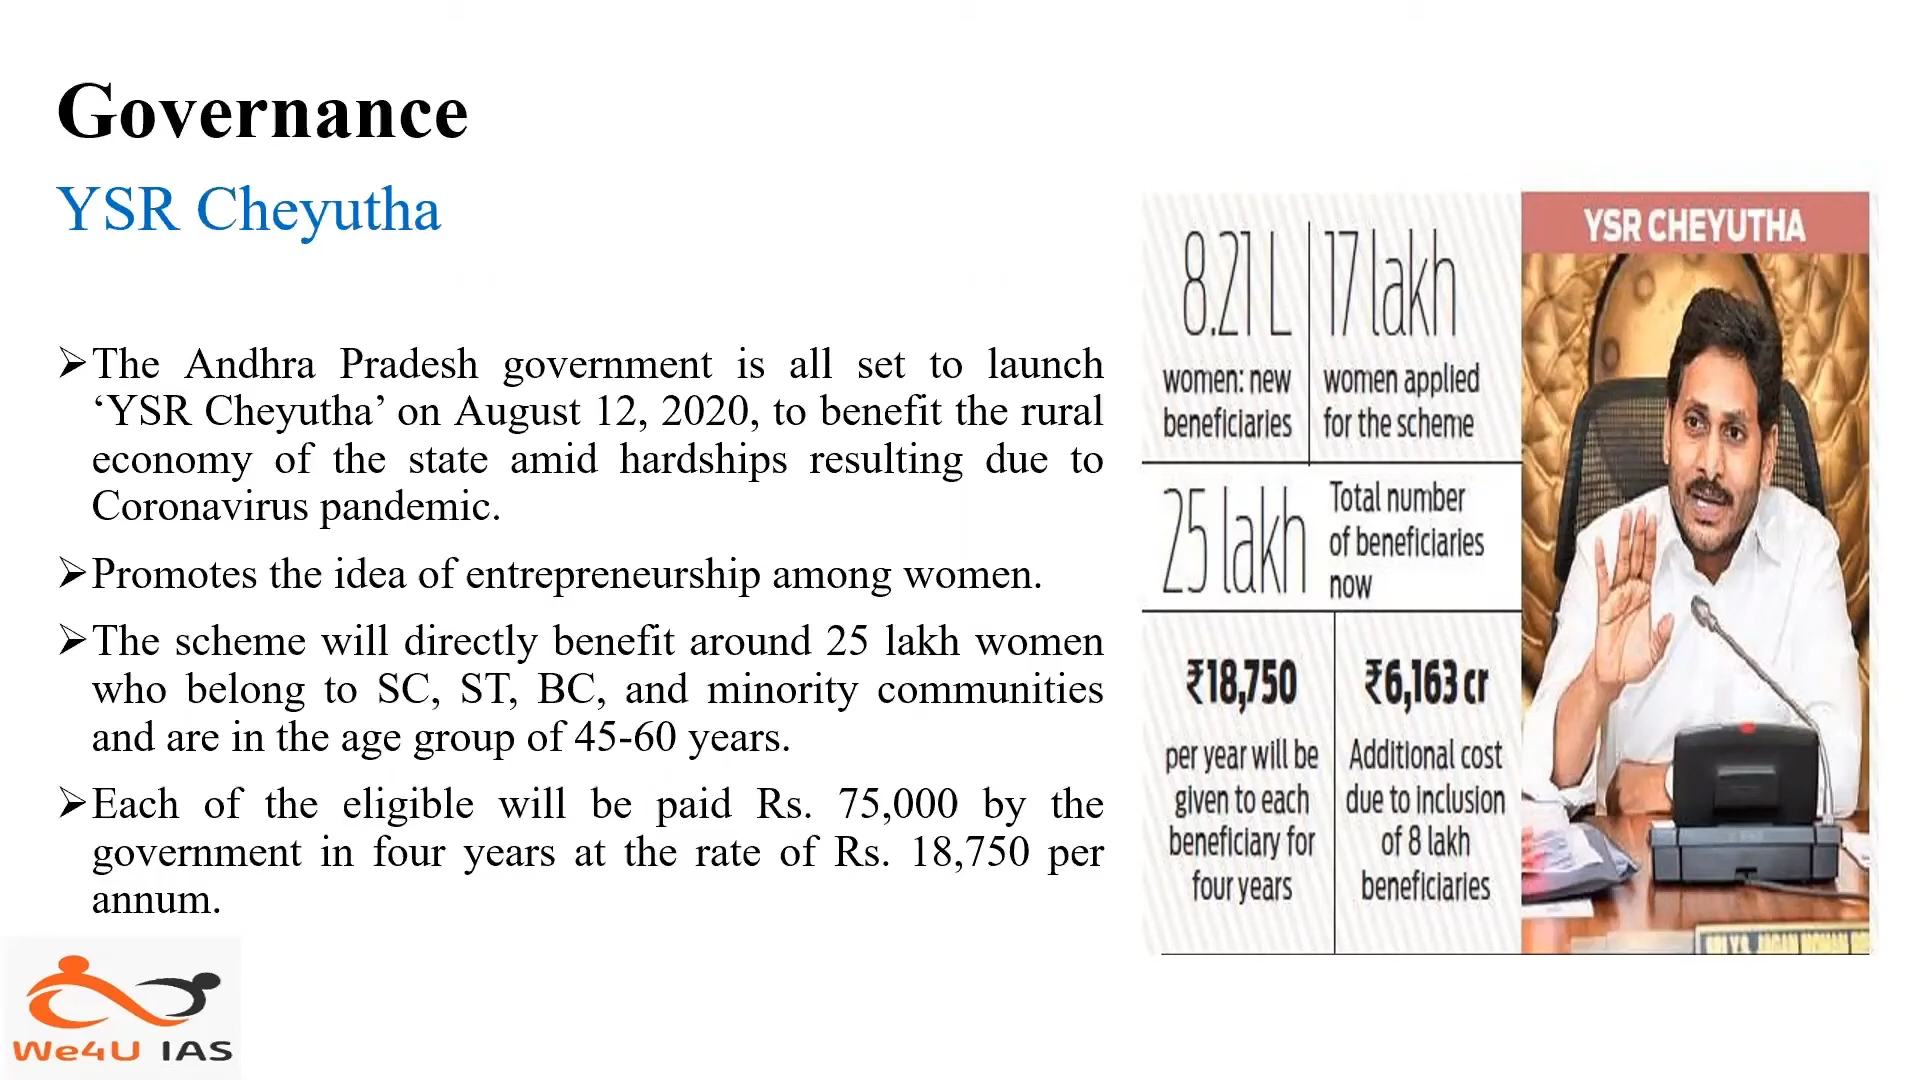 Governance
YSR Cheyutha
➢The Andhra Pradesh government is all set to launch
‘YSR Cheyutha’ on August 12, 2020, to benefit the rural
economy of the state amid hardships resulting due to
Coronavirus pandemic.
➢Promotes the idea of entrepreneurship among women.
➢The scheme will directly benefit around 25 lakh women
who belong to SC, ST, BC, and minority communities
and are in the age group of 45-60 years.
➢Each of the eligible will be paid Rs. 75,000 by the
government in four years at the rate of Rs. 18,750 per
annum.
YSR CHEYUTHA
8.21 L
women: new
beneficiaries
17 lakh
women applied
for the scheme
25 lakh
Total number
of beneficiaries
now
₹18,750
per year will be
given to each
beneficiary for
four years
₹6,163 cr
Additional cost
due to inclusion
of 8 lakh
beneficiaries
We4U IAS